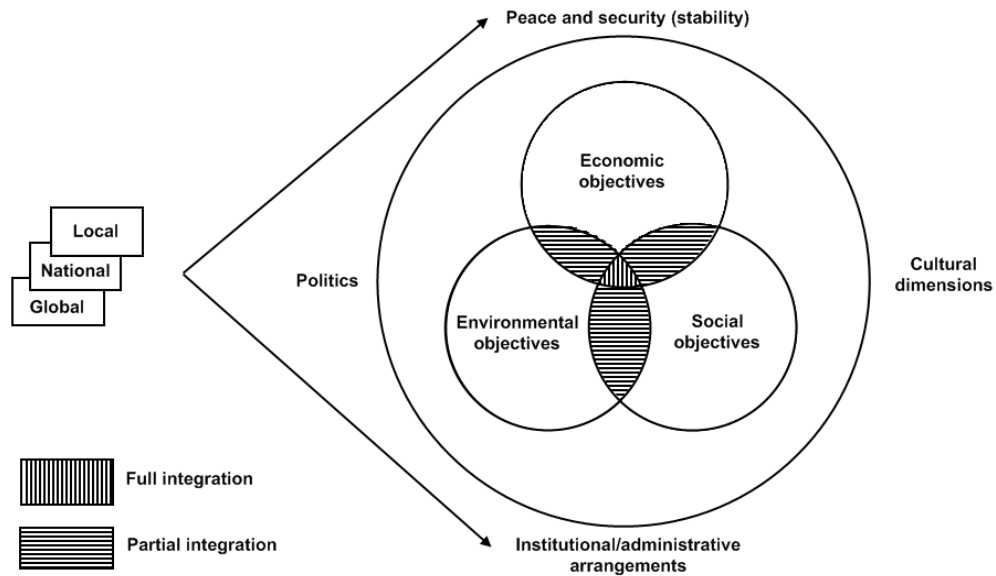 Peace and security (stability)
Economic
objectives
Local
National
Global
Politics
Cultural
dimensions
Environmental
objectives
Social
objectives
Full integration
Partial integration
Institutional/administrative
arrangements